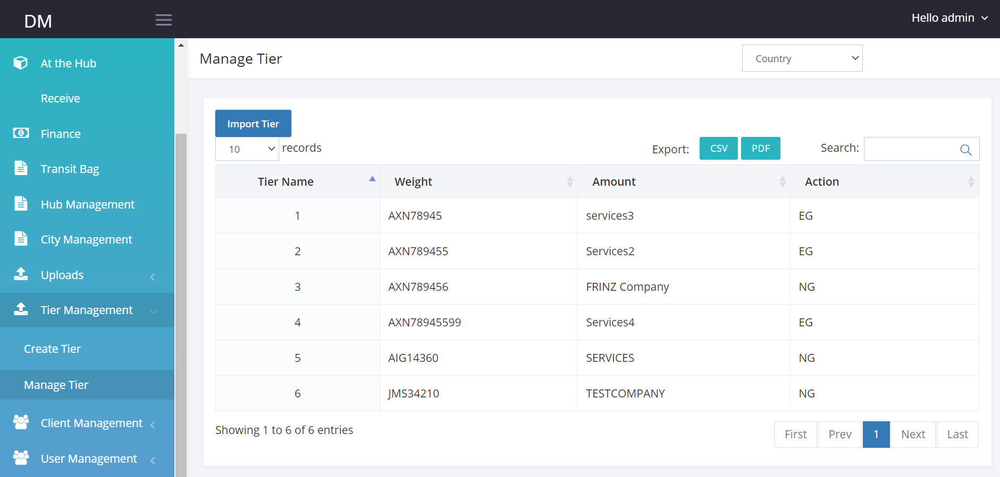 DM
Hello admin
At the Hub
Receive
Finance
Transit Bag
Hub Management
City Management
Uploads
Tier Management
Create Tier
Manage Tier
Client Management
User Management
Manage Tier
Country
Import Tier
10 records
Export: CSV PDF Search:
Tier Name Weight Amount Action
1 AXN78945 services3 EG
2 AXN789455 Services2 EG
3 AXN789456 FRINZ Company NG
4 AXN78945599 Services4 EG
5 AIG14360 SERVICES NG
6 JMS34210 TESTCOMPANY NG
Showing 1 to 6 of 6 entries
First Prev 1 Next Last